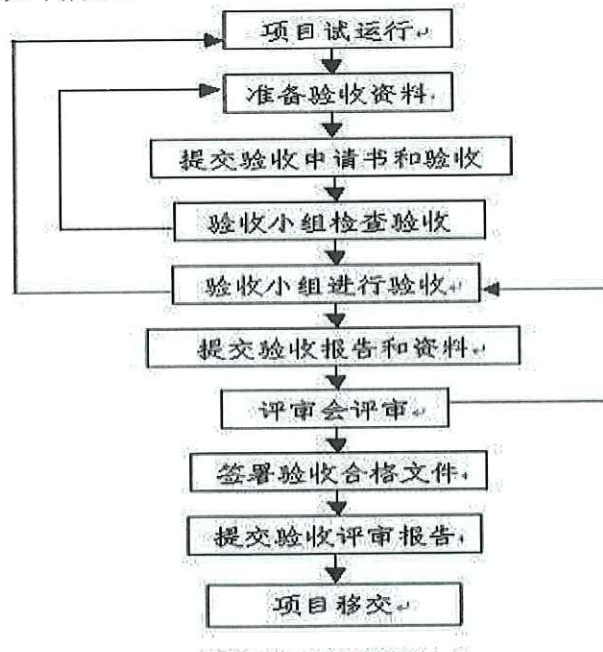 项目试运行
准备验收资料
提交验收申请书和验收
验收小组检查验收
验收小组进行验收
提交验收报告和资料
评审会评审
签署验收合格文件
提交验收评审报告
项目移交